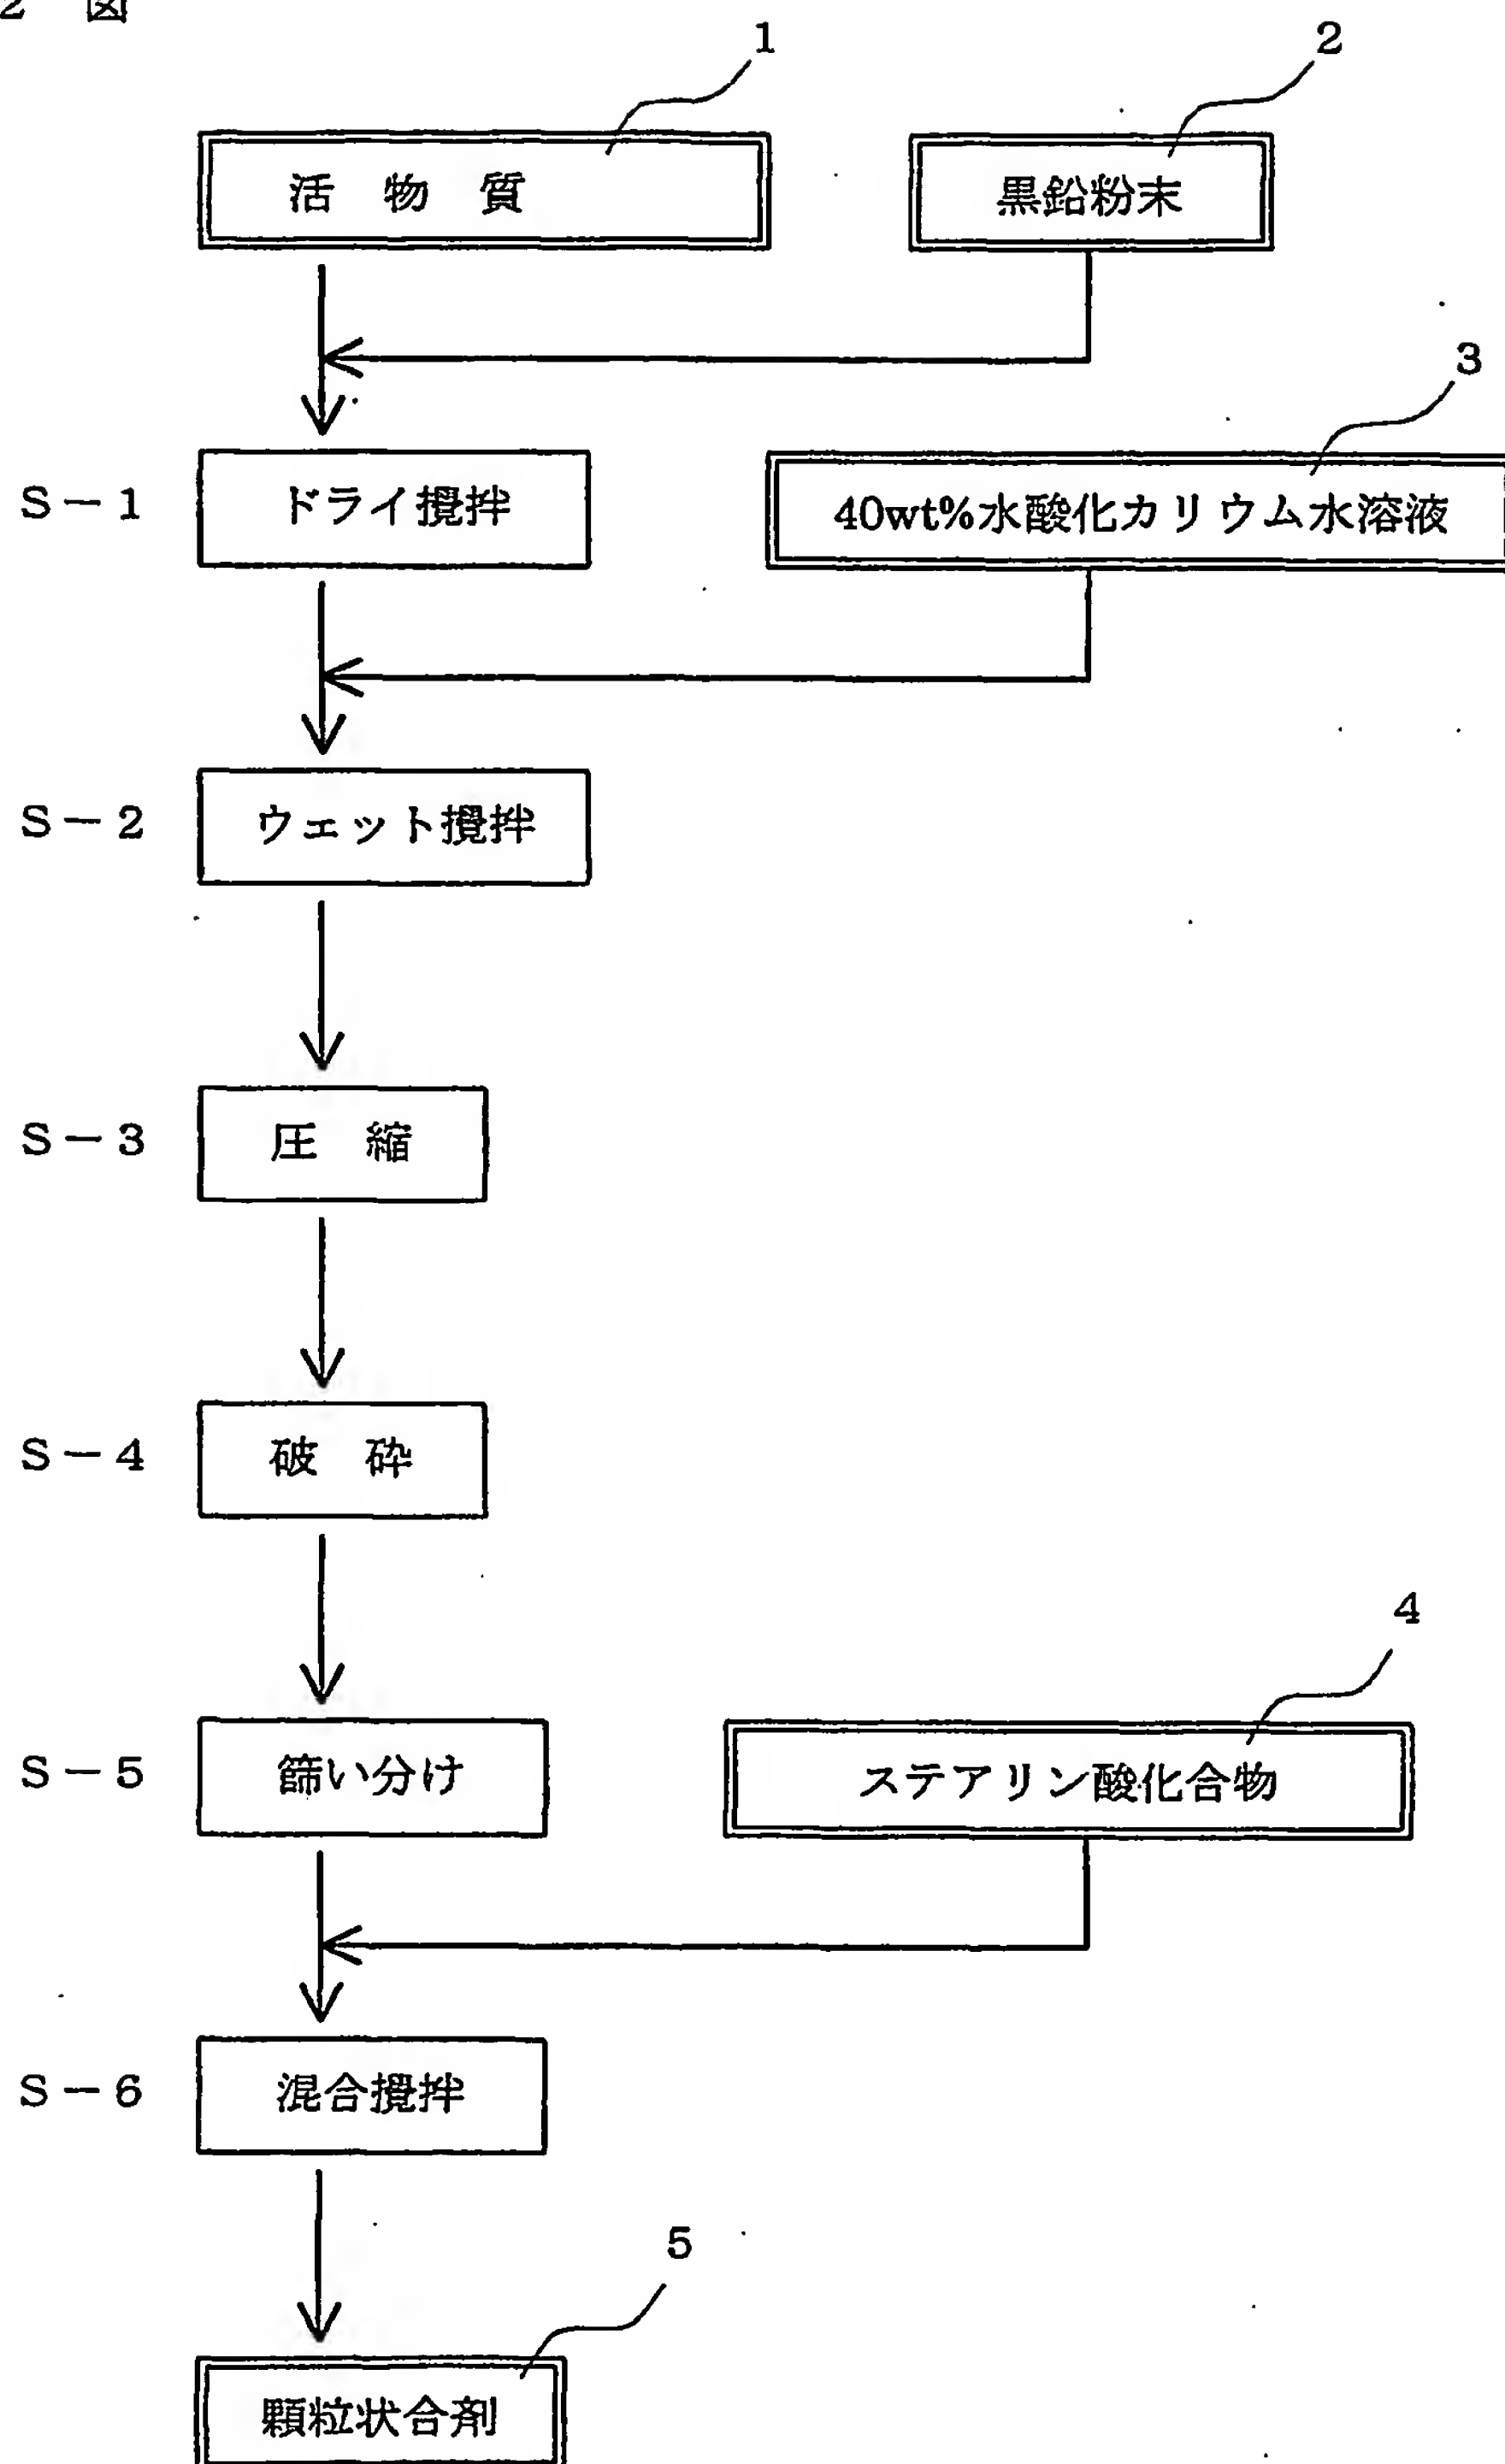 2 図
1
2
活 物 質
黒鉛粉末
3
S-1
ドライ攪拌
40wt%水酸化カリウム水溶液
S-2
ウェット攪拌
S-3
圧 縮
S-4
破 砕
4
S-5
篩い分け
ステアリン酸化合物
S-6
混合攪拌
5
顆粒状合剤